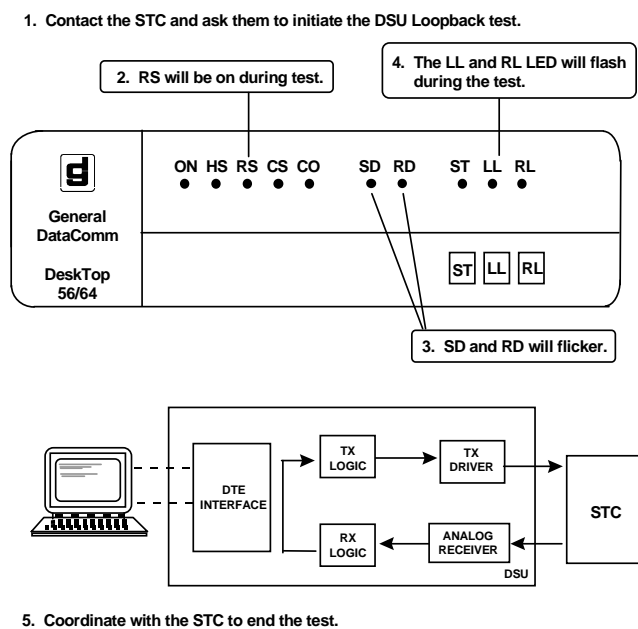 1. Contact the STC and ask them to initiate the DSU Loopback test.
2. RS will be on during test.
4. The LL and RL LED will flash
during the test.
ON HS RS CS CO SD RD ST LL RL
General
DataComm
DeskTop
56/64
ST LL RL
3. SD and RD will flicker.
DTE
INTERFACE
TX
LOGIC
TX
DRIVER
STC
RX
LOGIC
ANALOG
RECEIVER
DSU
5. Coordinate with the STC to end the test.